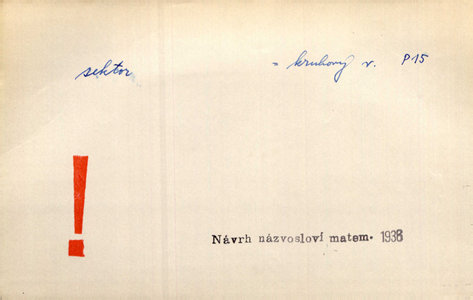 sektor = kruhový v. P15
!
Návrh názvosloví matem. 1938